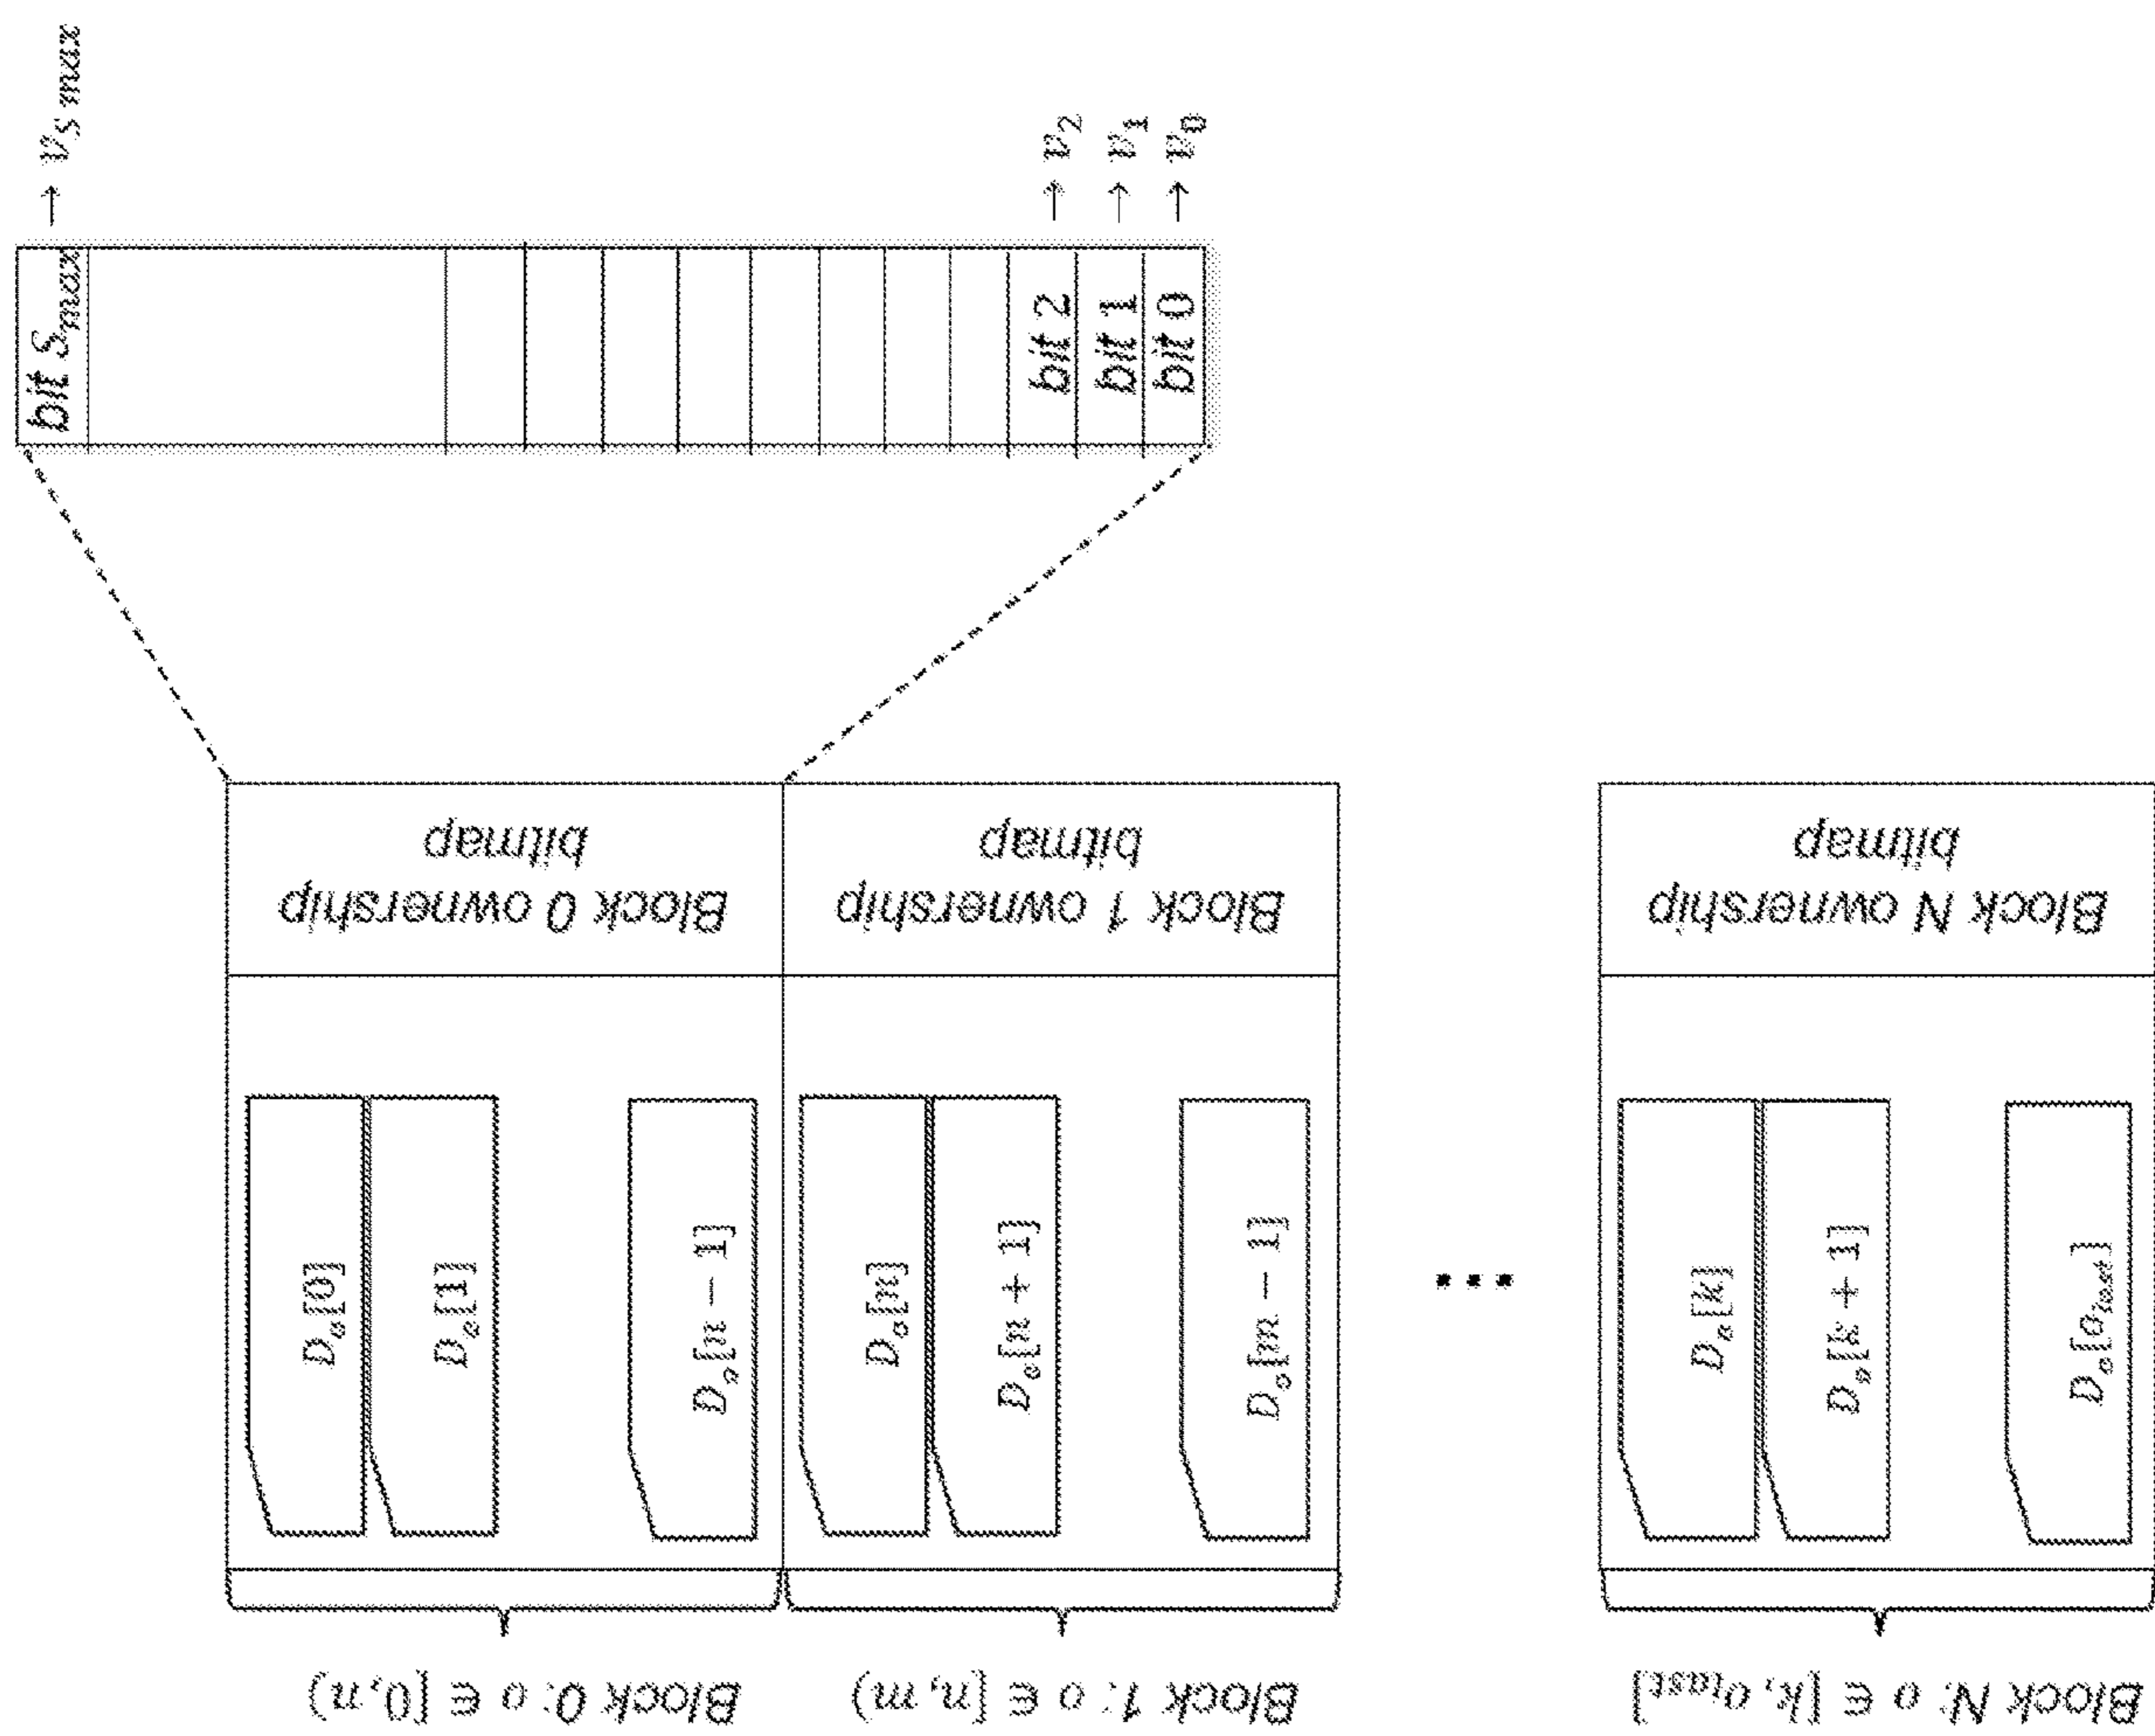 bit S_max → v_S max
bit 2 → v_2
bit 1 → v_1
bit 0 → v_0
Block 0 ownership
bitmap
Block 1 ownership
bitmap
Block N ownership
bitmap
D_o[0]
D_o[1]
D_o[n − 1]
D_o[n]
D_o[n + 1]
D_o[m − 1]
...
D_o[k]
D_o[k + 1]
D_o[o_last]
Block 0: o ∈ [0, n)
Block 1: o ∈ [n, m)
Block N: o ∈ [k, o_last]